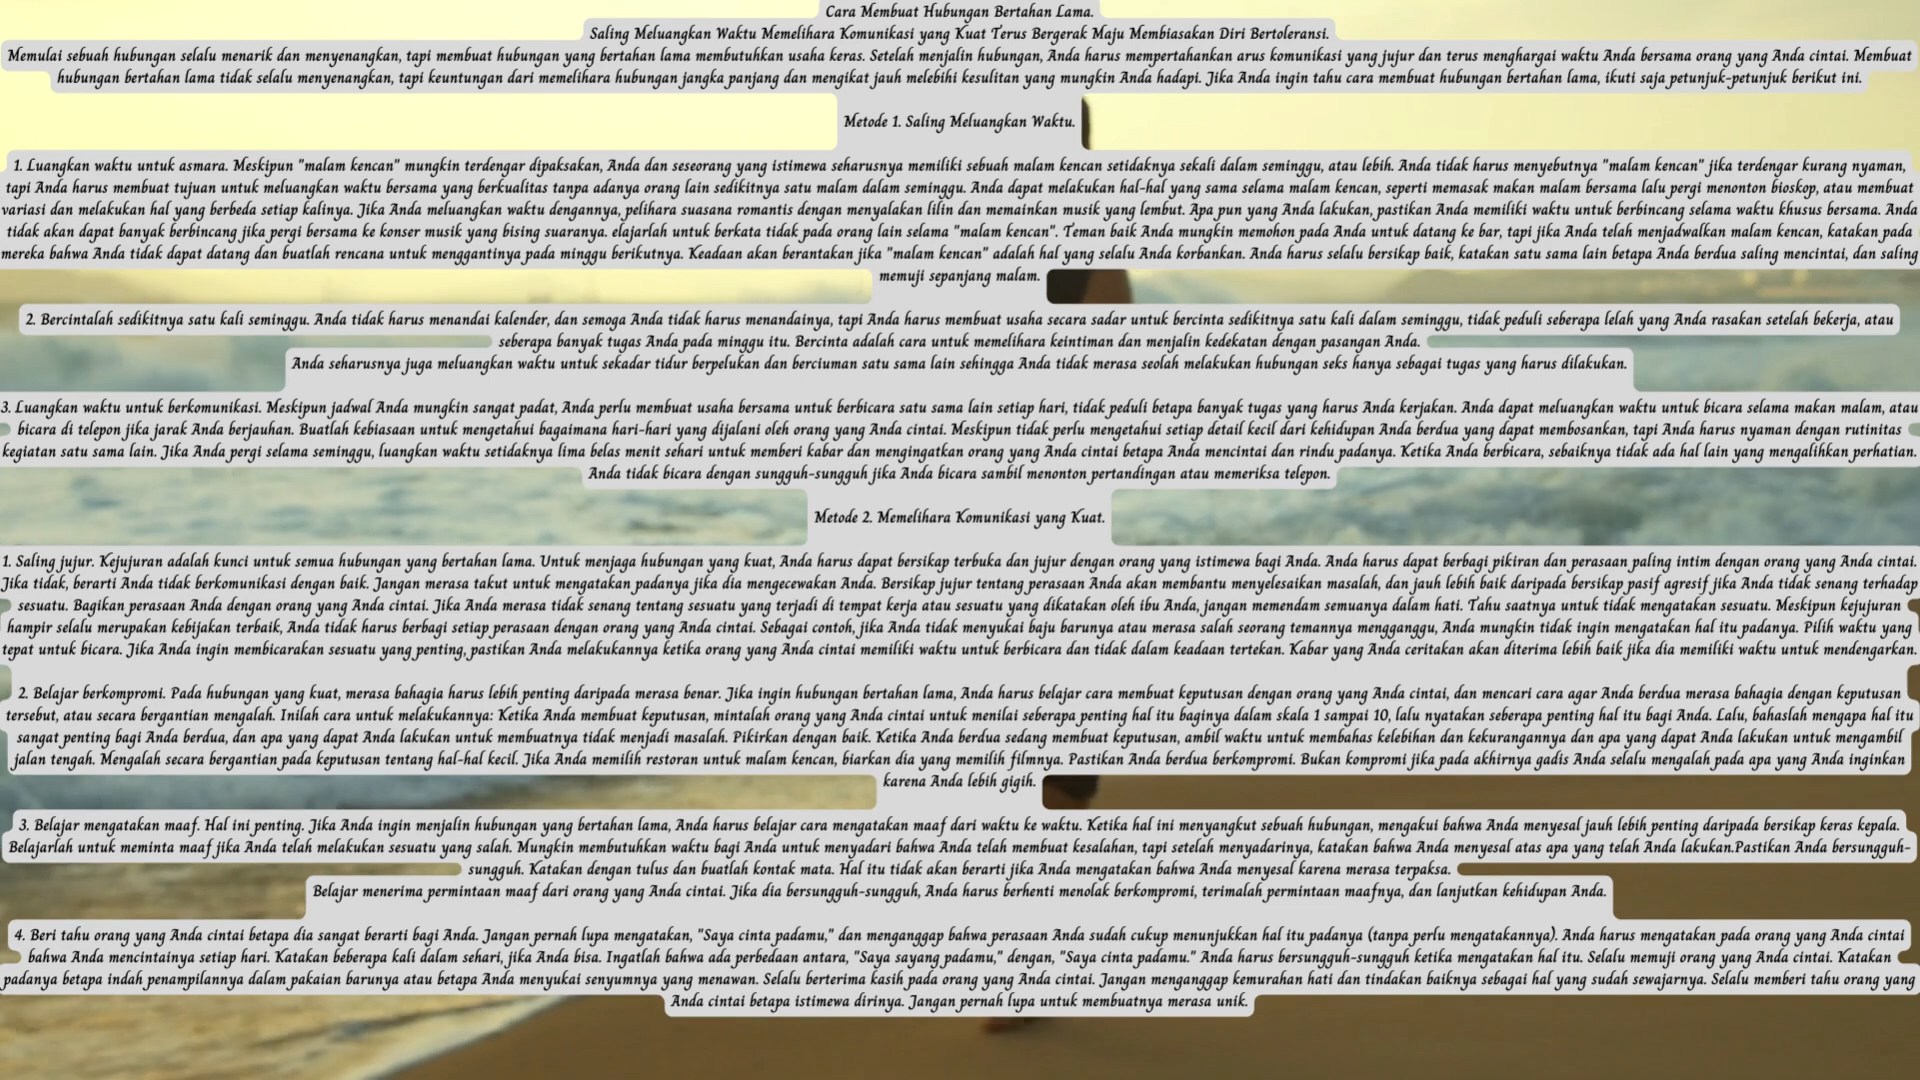 Cara Membuat Hubungan Bertahan Lama.
Saling Meluangkan Waktu Memelihara Komunikasi yang Kuat Terus Bergerak Maju Membiasakan Diri Bertoleransi.
Memulai sebuah hubungan selalu menarik dan menyenangkan, tapi membuat hubungan yang bertahan lama membutuhkan usaha keras. Setelah menjalin hubungan, Anda harus mempertahankan arus komunikasi yang jujur dan terus menghargai waktu Anda bersama orang yang Anda cintai. Membuat
hubungan bertahan lama tidak selalu menyenangkan, tapi keuntungan dari memelihara hubungan jangka panjang dan mengikat jauh melebihi kesulitan yang mungkin Anda hadapi. Jika Anda ingin tahu cara membuat hubungan bertahan lama, ikuti saja petunjuk-petunjuk berikut ini.
Metode 1. Saling Meluangkan Waktu.
1. Luangkan waktu untuk asmara. Meskipun "malam kencan" mungkin terdengar dipaksakan, Anda dan seseorang yang istimewa seharusnya memiliki sebuah malam kencan setidaknya sekali dalam seminggu, atau lebih. Anda tidak harus menyebutnya "malam kencan" jika terdengar kurang nyaman,
tapi Anda harus membuat tujuan untuk meluangkan waktu bersama yang berkualitas tanpa adanya orang lain sedikitnya satu malam dalam seminggu. Anda dapat melakukan hal-hal yang sama selama malam kencan, seperti memasak makan malam bersama lalu pergi menonton bioskop, atau membuat
variasi dan melakukan hal yang berbeda setiap kalinya. Jika Anda meluangkan waktu dengannya, pelihara suasana romantis dengan menyalakan lilin dan memainkan musik yang lembut. Apa pun yang Anda lakukan, pastikan Anda memiliki waktu untuk berbincang selama waktu khusus bersama. Anda
tidak akan dapat banyak berbincang jika pergi bersama ke konser musik yang bising suaranya. elajarlah untuk berkata tidak pada orang lain selama "malam kencan". Teman baik Anda mungkin memohon pada Anda untuk datang ke bar, tapi jika Anda telah menjadwalkan malam kencan, katakan pada
mereka bahwa Anda tidak dapat datang dan buatlah rencana untuk menggantinya pada minggu berikutnya. Keadaan akan berantakan jika "malam kencan" adalah hal yang selalu Anda korbankan. Anda harus selalu bersikap baik, katakan satu sama lain betapa Anda berdua saling mencintai, dan saling
memuji sepanjang malam.
2. Bercintalah sedikitnya satu kali seminggu. Anda tidak harus menandai kalender, dan semoga Anda tidak harus menandainya, tapi Anda harus membuat usaha secara sadar untuk bercinta sedikitnya satu kali dalam seminggu, tidak peduli seberapa lelah yang Anda rasakan setelah bekerja, atau
seberapa banyak tugas Anda pada minggu itu. Bercinta adalah cara untuk memelihara keintiman dan menjalin kedekatan dengan pasangan Anda.
Anda seharusnya juga meluangkan waktu untuk sekadar tidur berpelukan dan berciuman satu sama lain sehingga Anda tidak merasa seolah melakukan hubungan seks hanya sebagai tugas yang harus dilakukan.
3. Luangkan waktu untuk berkomunikasi. Meskipun jadwal Anda mungkin sangat padat, Anda perlu membuat usaha bersama untuk berbicara satu sama lain setiap hari, tidak peduli betapa banyak tugas yang harus Anda kerjakan. Anda dapat meluangkan waktu untuk bicara selama makan malam, atau
bicara di telepon jika jarak Anda berjauhan. Buatlah kebiasaan untuk mengetahui bagaimana hari-hari yang dijalani oleh orang yang Anda cintai. Meskipun tidak perlu mengetahui setiap detail kecil dari kehidupan Anda berdua yang dapat membosankan, tapi Anda harus nyaman dengan rutinitas
kegiatan satu sama lain. Jika Anda pergi selama seminggu, luangkan waktu setidaknya lima belas menit sehari untuk memberi kabar dan mengingatkan orang yang Anda cintai betapa Anda mencintai dan rindu padanya. Ketika Anda berbicara, sebaiknya tidak ada hal lain yang mengalihkan perhatian.
Anda tidak bicara dengan sungguh-sungguh jika Anda bicara sambil menonton pertandingan atau memeriksa telepon.
Metode 2. Memelihara Komunikasi yang Kuat.
1. Saling jujur. Kejujuran adalah kunci untuk semua hubungan yang bertahan lama. Untuk menjaga hubungan yang kuat, Anda harus dapat bersikap terbuka dan jujur dengan orang yang istimewa bagi Anda. Anda harus dapat berbagi pikiran dan perasaan paling intim dengan orang yang Anda cintai.
Jika tidak, berarti Anda tidak berkomunikasi dengan baik. Jangan merasa takut untuk mengatakan padanya jika dia mengecewakan Anda. Bersikap jujur tentang perasaan Anda akan membantu menyelesaikan masalah, dan jauh lebih baik daripada bersikap pasif agresif jika Anda tidak senang terhadap
sesuatu. Bagikan perasaan Anda dengan orang yang Anda cintai. Jika Anda merasa tidak senang tentang sesuatu yang terjadi di tempat kerja atau sesuatu yang dikatakan oleh ibu Anda, jangan memendam semuanya dalam hati. Tahu saatnya untuk tidak mengatakan sesuatu. Meskipun kejujuran
hampir selalu merupakan kebijakan terbaik, Anda tidak harus berbagi setiap perasaan dengan orang yang Anda cintai. Sebagai contoh, jika Anda tidak menyukai baju barunya atau merasa salah seorang temannya mengganggu, Anda mungkin tidak ingin mengatakan hal itu padanya. Pilih waktu yang
tepat untuk bicara. Jika Anda ingin membicarakan sesuatu yang penting, pastikan Anda melakukannya ketika orang yang Anda cintai memiliki waktu untuk berbicara dan tidak dalam keadaan tertekan. Kabar yang Anda ceritakan akan diterima lebih baik jika dia memiliki waktu untuk mendengarkan.
2. Belajar berkompromi. Pada hubungan yang kuat, merasa bahagia harus lebih penting daripada merasa benar. Jika ingin hubungan bertahan lama, Anda harus belajar cara membuat keputusan dengan orang yang Anda cintai, dan mencari cara agar Anda berdua merasa bahagia dengan keputusan
tersebut, atau secara bergantian mengalah. Inilah cara untuk melakukannya: Ketika Anda membuat keputusan, mintalah orang yang Anda cintai untuk menilai seberapa penting hal itu baginya dalam skala 1 sampai 10, lalu nyatakan seberapa penting hal itu bagi Anda. Lalu, bahaslah mengapa hal itu
sangat penting bagi Anda berdua, dan apa yang dapat Anda lakukan untuk membuatnya tidak menjadi masalah. Pikirkan dengan baik. Ketika Anda berdua sedang membuat keputusan, ambil waktu untuk membahas kelebihan dan kekurangannya dan apa yang dapat Anda lakukan untuk mengambil
jalan tengah. Mengalah secara bergantian pada keputusan tentang hal-hal kecil. Jika Anda memilih restoran untuk malam kencan, biarkan dia yang memilih filmnya. Pastikan Anda berdua berkompromi. Bukan kompromi jika pada akhirnya gadis Anda selalu mengalah pada apa yang Anda inginkan
karena Anda lebih gigih.
3. Belajar mengatakan maaf. Hal ini penting. Jika Anda ingin menjalin hubungan yang bertahan lama, Anda harus belajar cara mengatakan maaf dari waktu ke waktu. Ketika hal ini menyangkut sebuah hubungan, mengakui bahwa Anda menyesal jauh lebih penting daripada bersikap keras kepala.
Belajarlah untuk meminta maaf jika Anda telah melakukan sesuatu yang salah. Mungkin membutuhkan waktu bagi Anda untuk menyadari bahwa Anda telah membuat kesalahan, tapi setelah menyadarinya, katakan bahwa Anda menyesal atas apa yang telah Anda lakukan.Pastikan Anda bersungguh-
sungguh. Katakan dengan tulus dan buatlah kontak mata. Hal itu tidak akan berarti jika Anda mengatakan bahwa Anda menyesal karena merasa terpaksa.
Belajar menerima permintaan maaf dari orang yang Anda cintai. Jika dia bersungguh-sungguh, Anda harus berhenti menolak berkompromi, terimalah permintaan maafnya, dan lanjutkan kehidupan Anda.
4. Beri tahu orang yang Anda cintai betapa dia sangat berarti bagi Anda. Jangan pernah lupa mengatakan, "Saya cinta padamu," dan menganggap bahwa perasaan Anda sudah cukup menunjukkan hal itu padanya (tanpa perlu mengatakannya). Anda harus mengatakan pada orang yang Anda cintai
bahwa Anda mencintainya setiap hari. Katakan beberapa kali dalam sehari, jika Anda bisa. Ingatlah bahwa ada perbedaan antara, "Saya sayang padamu," dengan, "Saya cinta padamu." Anda harus bersungguh-sungguh ketika mengatakan hal itu. Selalu memuji orang yang Anda cintai. Katakan
padanya betapa indah penampilannya dalam pakaian barunya atau betapa Anda menyukai senyumnya yang menawan. Selalu berterima kasih pada orang yang Anda cintai. Jangan menganggap kemurahan hati dan tindakan baiknya sebagai hal yang sudah sewajarnya. Selalu memberi tahu orang yang
Anda cintai betapa istimewa dirinya. Jangan pernah lupa untuk membuatnya merasa unik.